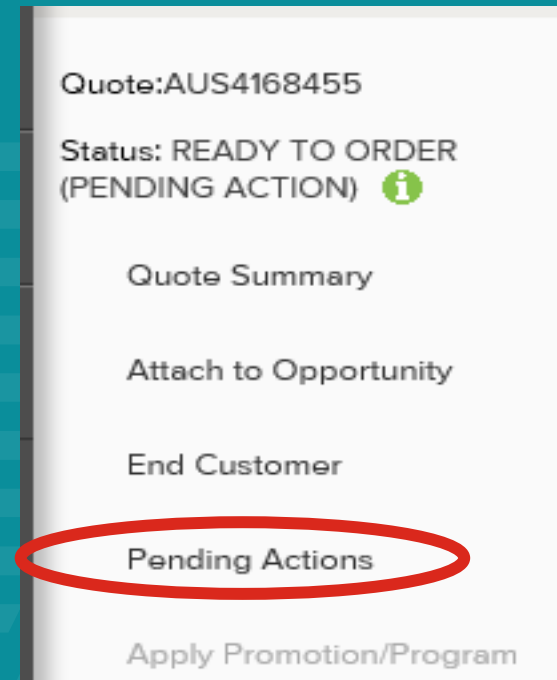 Quote:AUS4168455
Status: READY TO ORDER
(PENDING ACTION)
Quote Summary
Attach to Opportunity
End Customer
Pending Actions
Apply Promotion/Program